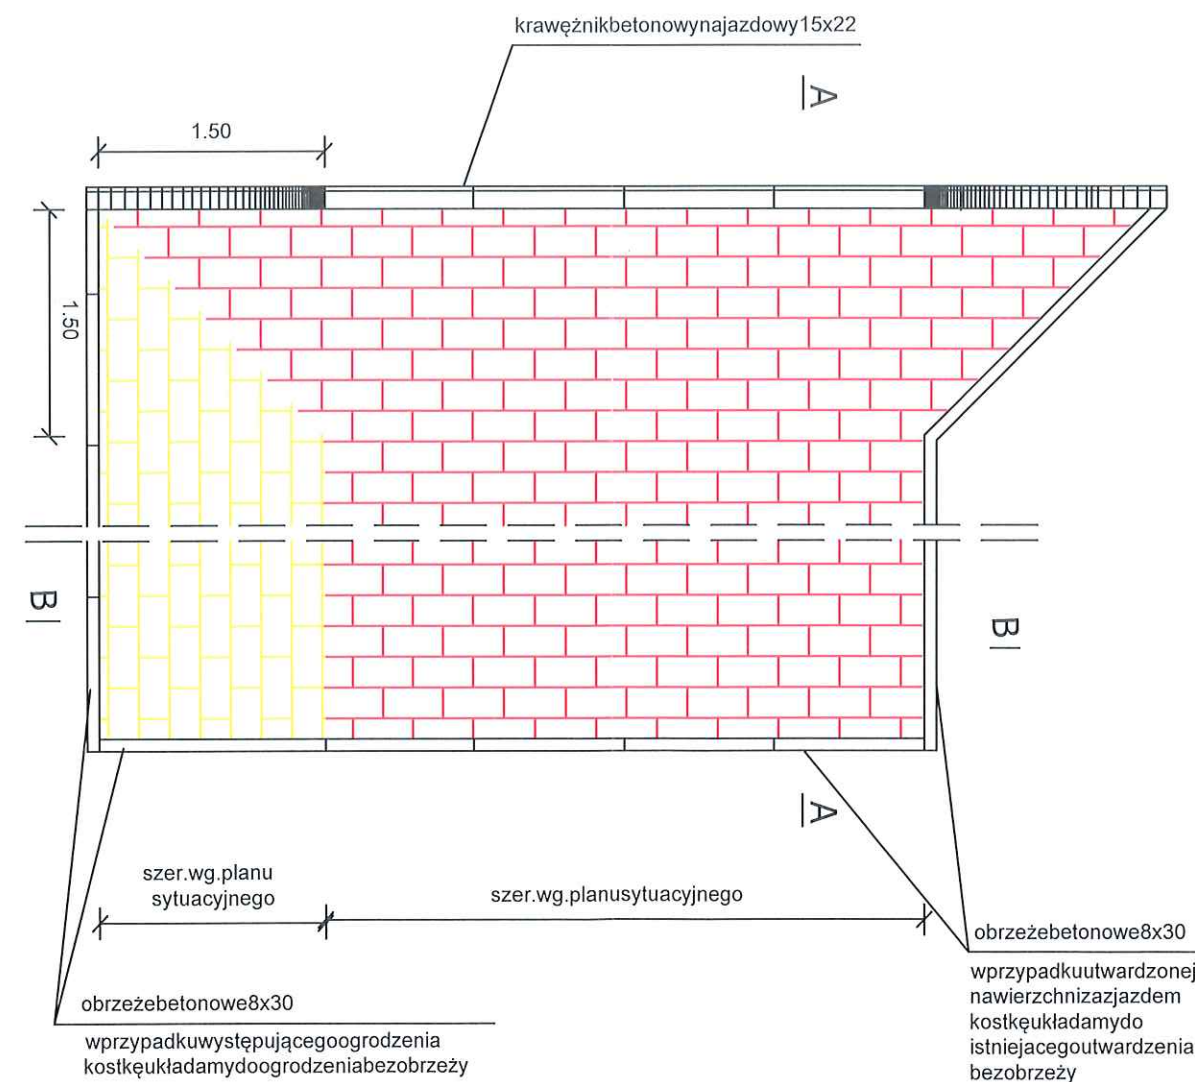 krawężnikbetonowynajazdowy15x22
A
1.50
1.50
B
B
A
szer.wg.planu
sytuacyjnego
szer.wg.planusytuacyjnego
obrzeżebetonowe8x30
wprzypadkuutwardzonej
nawierzchnizazjazdem
kostkęukładamydo
istniejacegoutwardzenia
bezobrzeży
obrzeżebetonowe8x30
wprzypadkuwystępującegoogrodzenia
kostkęukładamydoogrodzeniabezobrzeży